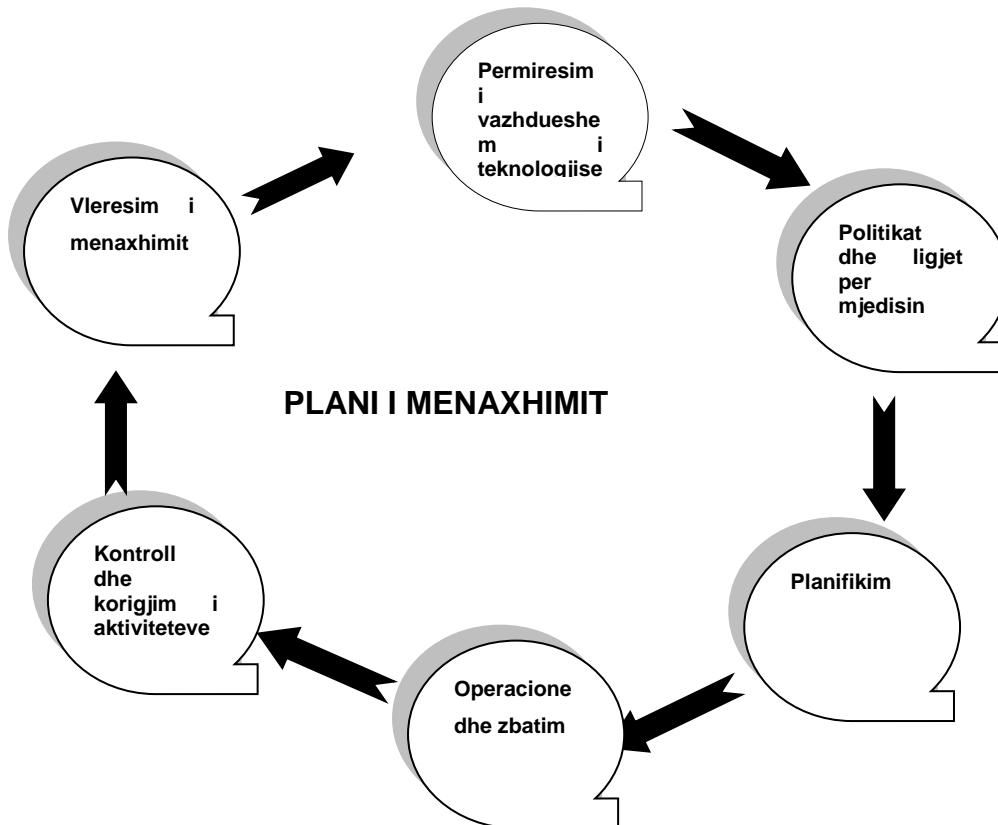 Permiresim
i
vazhdueshe
m i
teknologjise
Vleresim i
menaxhimit
Politikat
dhe ligjet
per
mjedisin
PLANI I MENAXHIMIT
Kontroll
dhe
korigjim i
aktiviteteve
Planifikim
Operacione
dhe zbatim